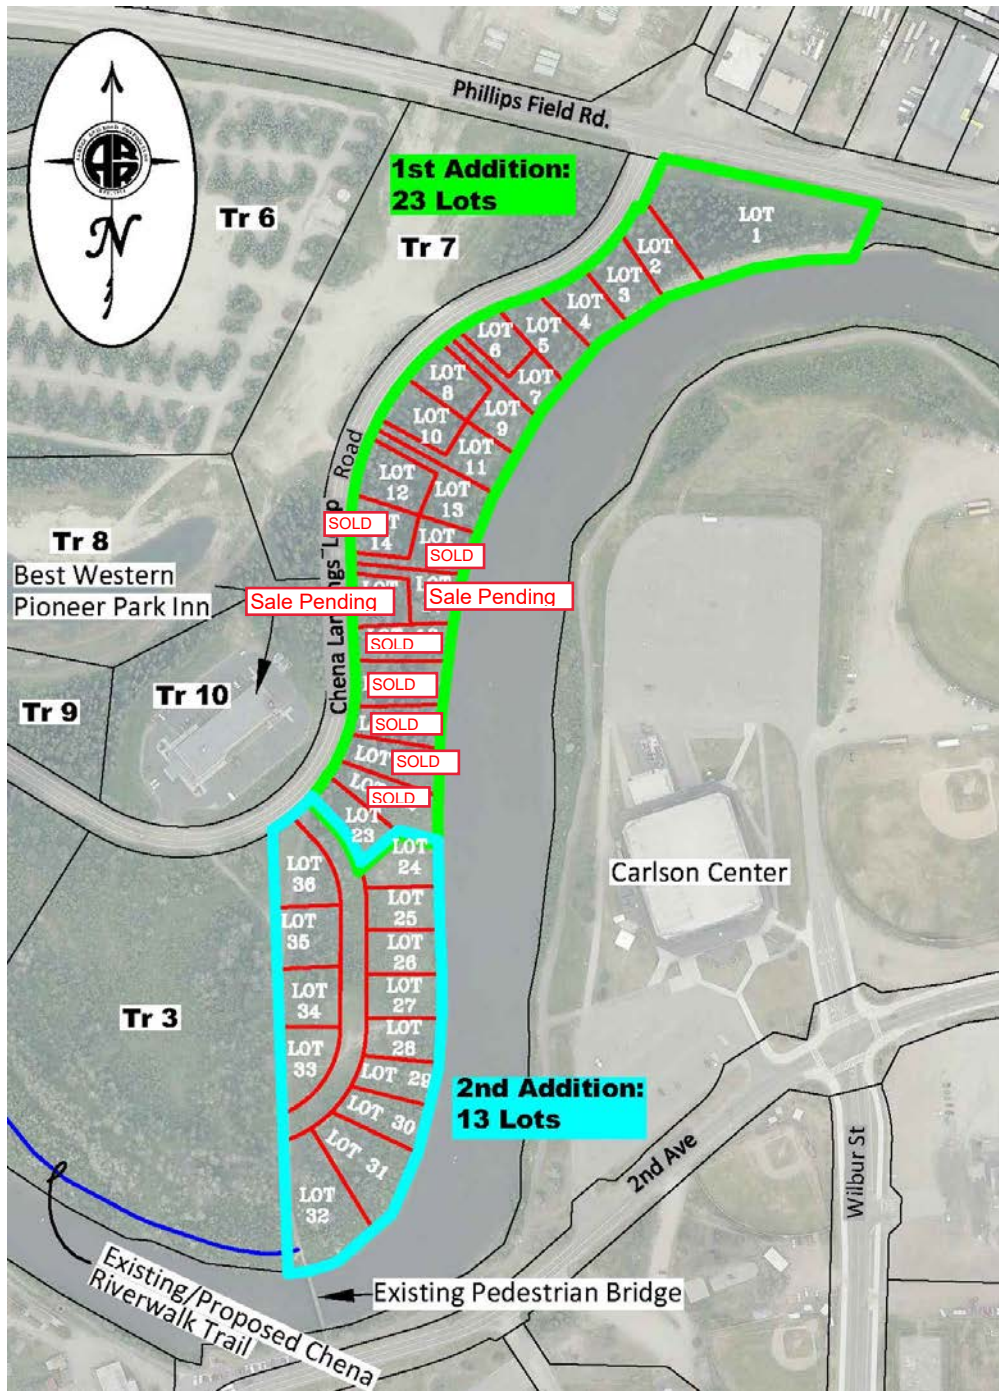 Phillips Field Rd.
1st Addition:
23 Lots
Tr 6
Tr 7
N
LOT
1
LOT
2
LOT
3
LOT
4
LOT
5
LOT
6
LOT
7
LOT
8
LOT
9
LOT
10
LOT
11
LOT
12
LOT
13
Road
SOLD
14
LOT
SOLD
Tr 8
Best Western
Pioneer Park Inn
Sale Pending
Sale Pending
Chena
SOLD
SOLD
SOLD
LOT
SOLD
SOLD
Tr 9
Tr 10
LOT
23
LOT
24
LOT
25
LOT
26
LOT
27
LOT
28
LOT 29
LOT 30
LOT 31
LOT
32
LOT
33
LOT
34
LOT
35
LOT
36
Carlson Center
Tr 3
2nd Addition:
13 Lots
2nd Ave
Wilbur St
Existing/Proposed Chena
Riverwalk Trail
Existing Pedestrian Bridge